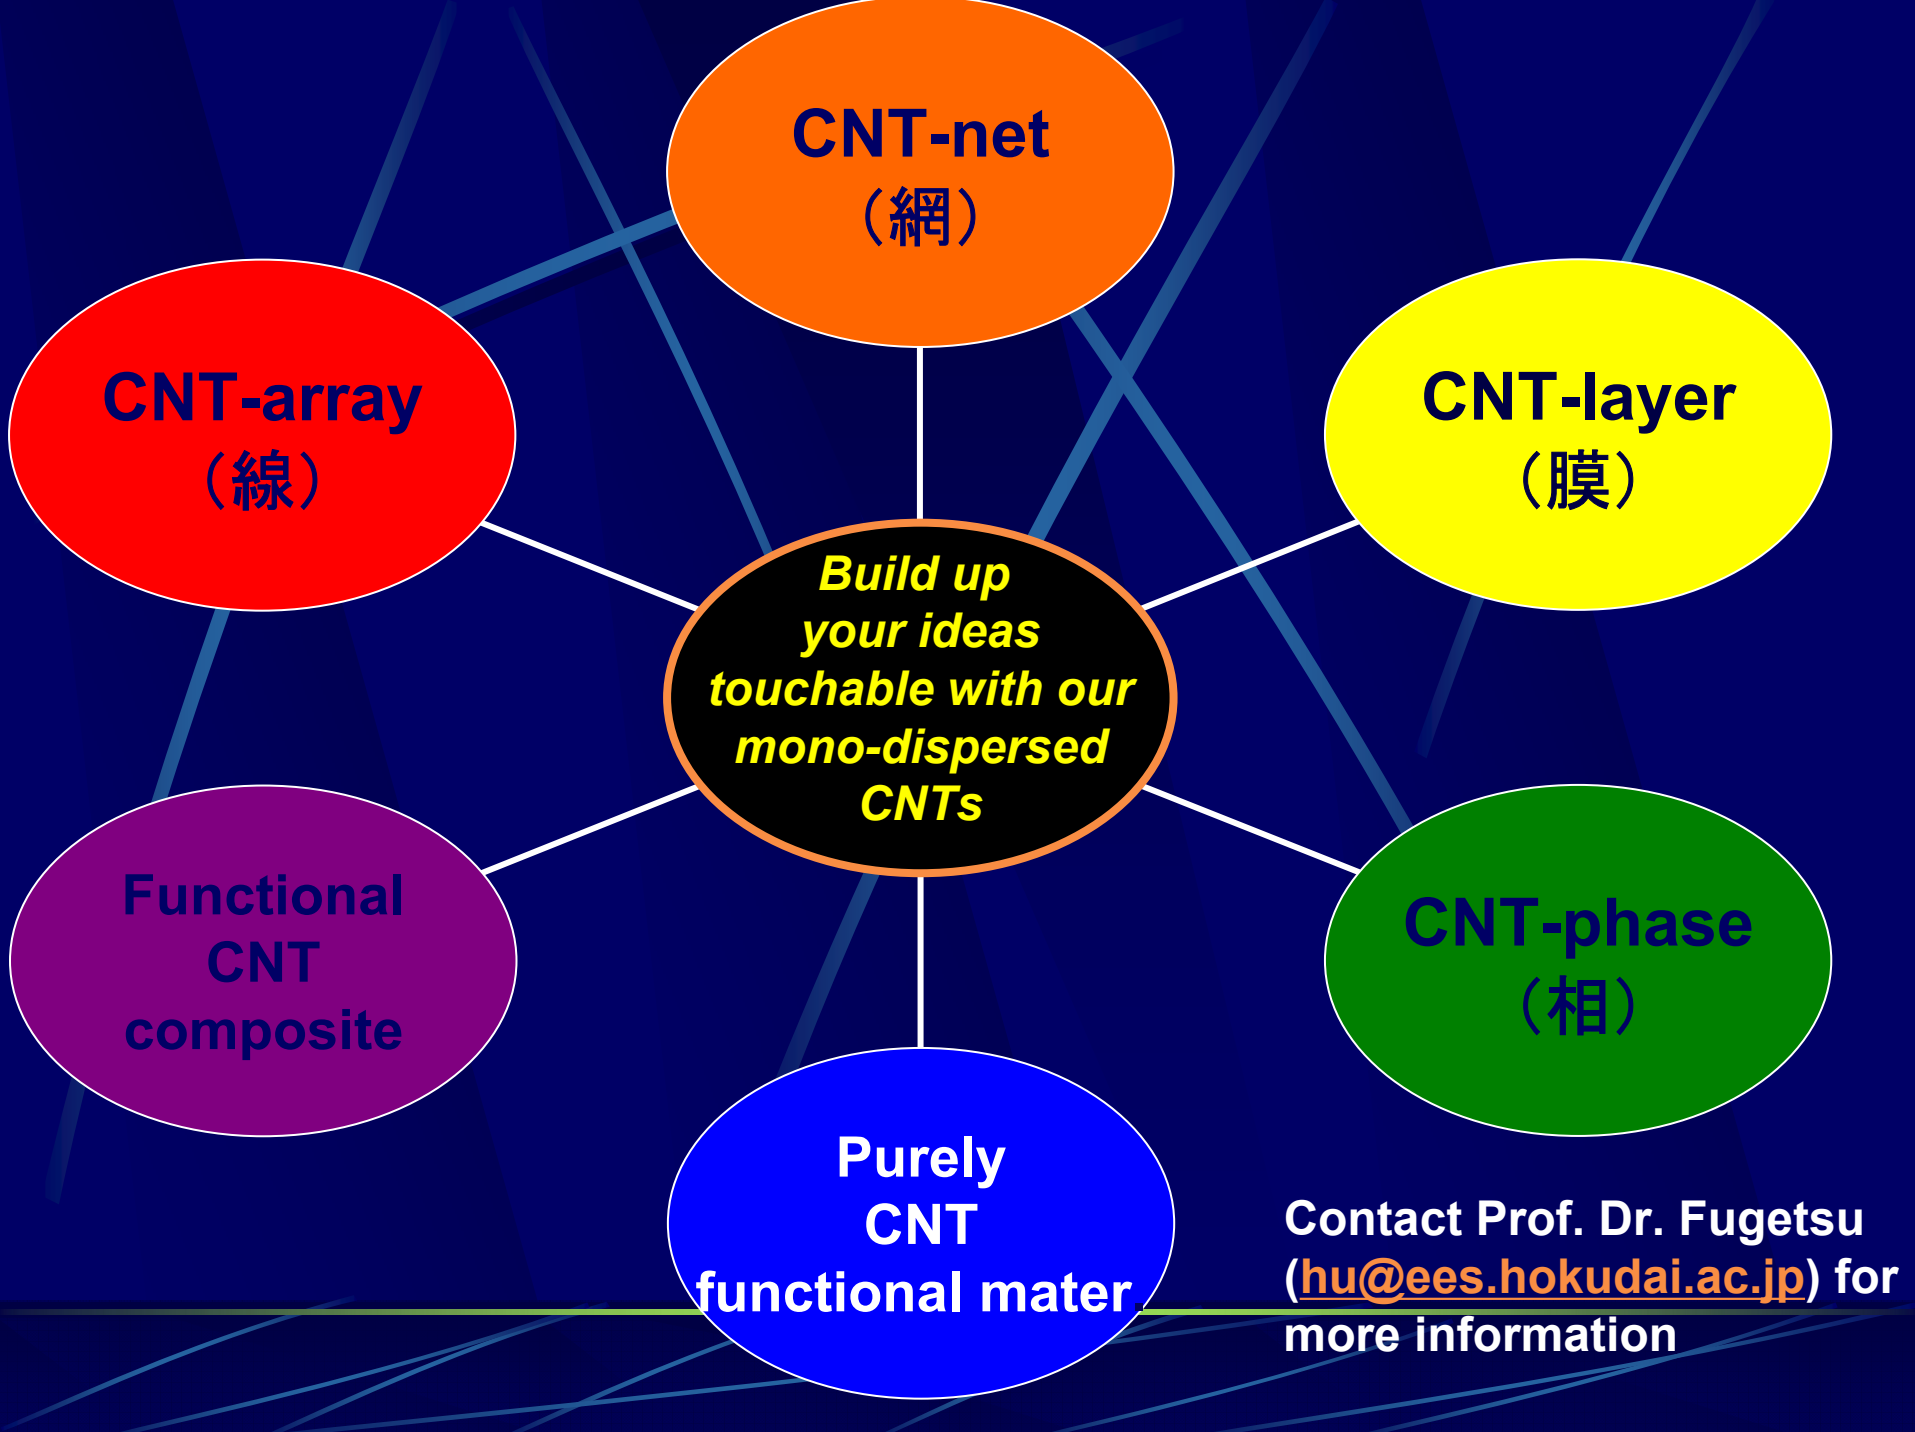 CNT-net
（網）
CNT-array
（線）
CNT-layer
（膜）
Build up
your ideas
touchable with our
mono-dispersed
CNTs
Functional
CNT
composite
CNT-phase
（相）
Purely
CNT
functional mater.
Contact Prof. Dr. Fugetsu
(hu@ees.hokudai.ac.jp) for
more information